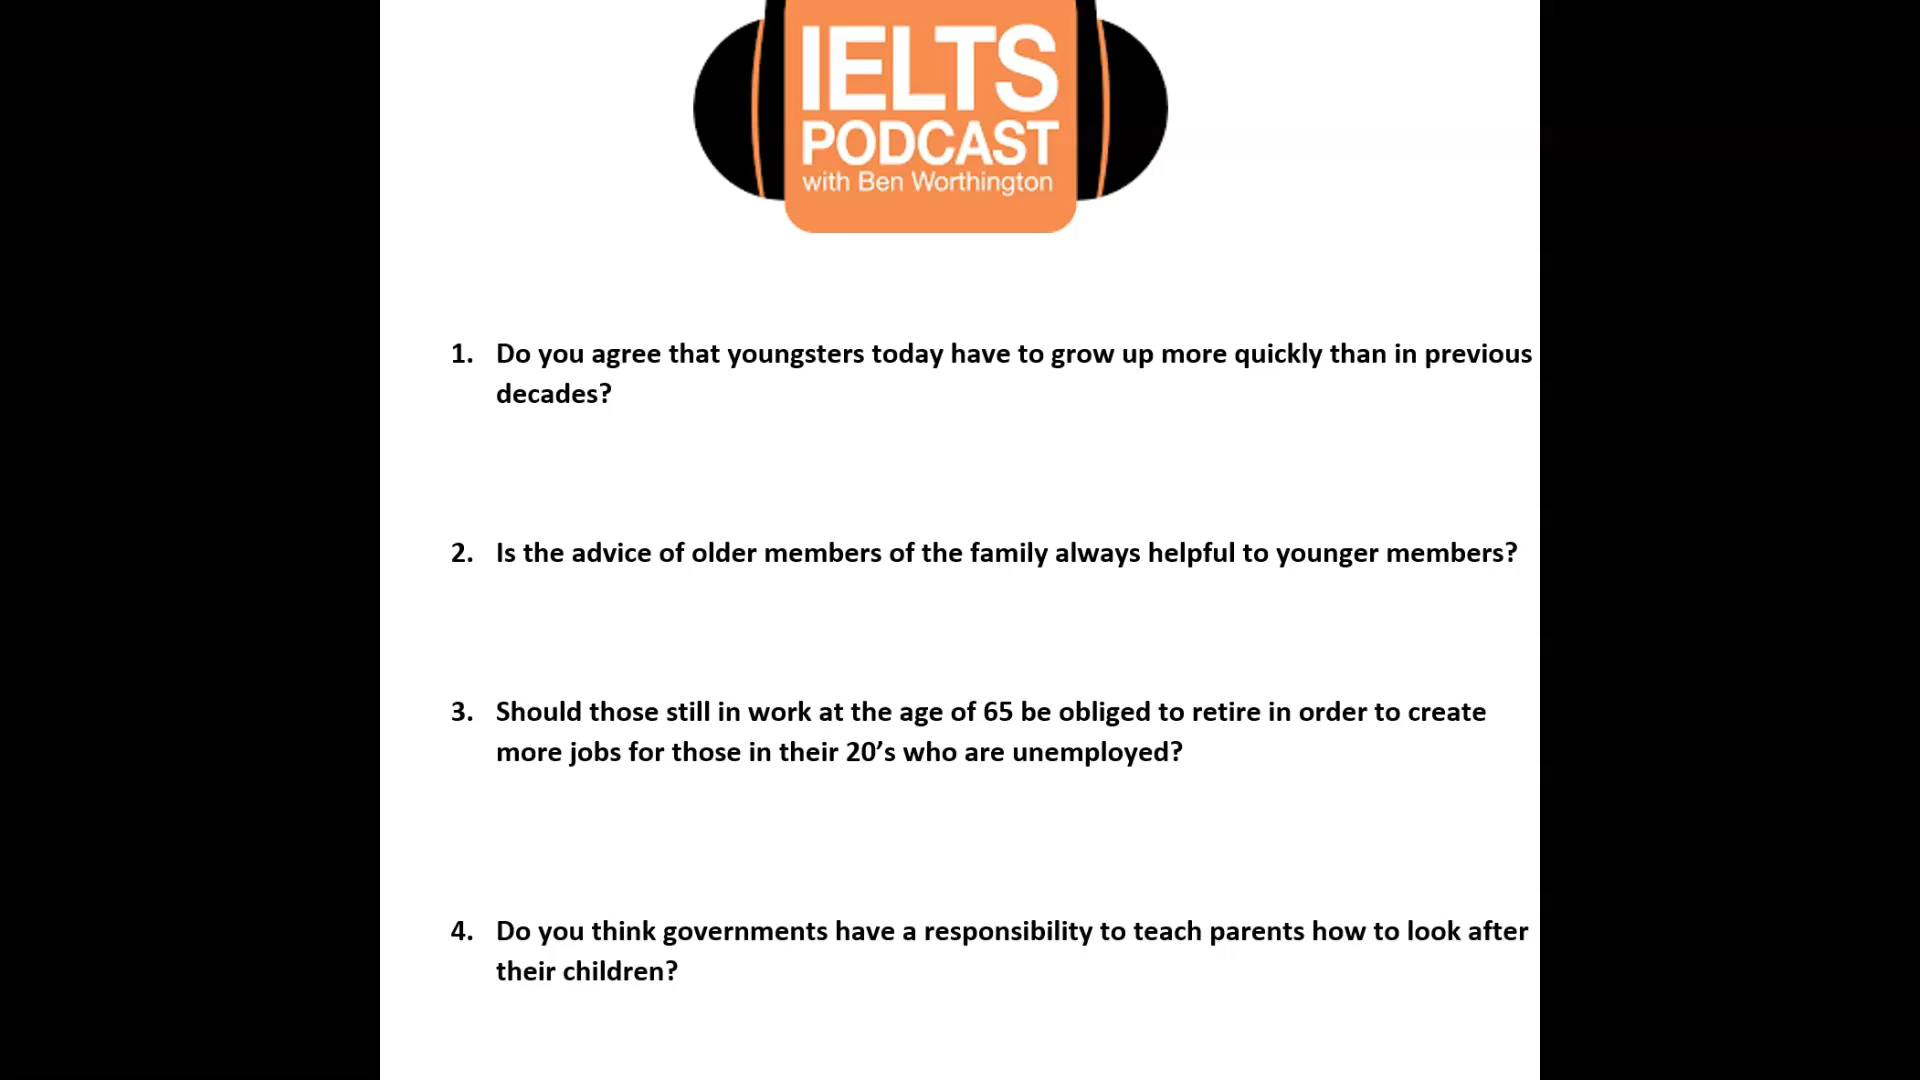 IELTS
PODCAST
with Ben Worthington
1. Do you agree that youngsters today have to grow up more quickly than in previous
decades?
2. Is the advice of older members of the family always helpful to younger members?
3. Should those still in work at the age of 65 be obliged to retire in order to create
more jobs for those in their 20’s who are unemployed?
4. Do you think governments have a responsibility to teach parents how to look after
their children?